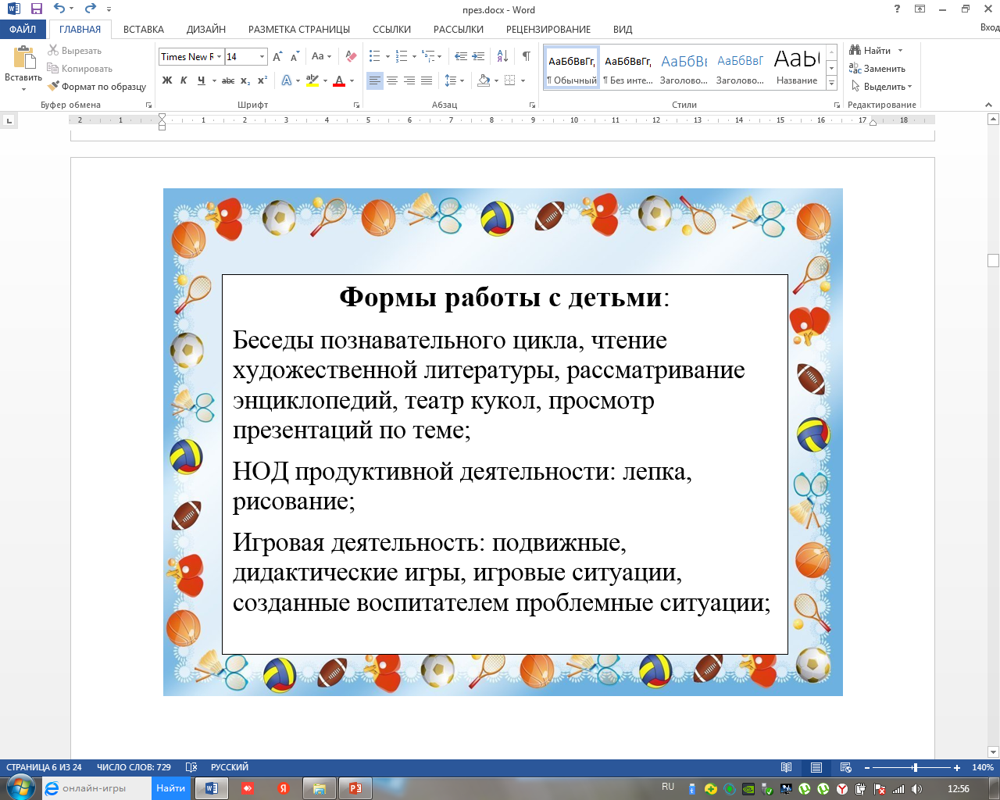 през.docx - Word
Вход
ФАЙЛ ГЛАВНАЯ ВСТАВКА ДИЗАЙН РАЗМЕТКА СТРАНИЦЫ ССЫЛКИ РАССЫЛКИ РЕЦЕНЗИРОВАНИЕ ВИД
Вставить
Вырезать
Копировать
Формат по образцу
Буфер обмена
Times New R 14
Ж К Ч abc x₂ x²
Шрифт
Абзац
АаБбВвГг, АаБбВвГг, АаБбВв АаБбВвГ АаБ
¶ Обычный ¶ Без инте... Заголово... Заголово... Название
Стили
Найти
Заменить
Выделить
Редактирование
2 1 1 2 3 4 5 6 7 8 9 10 11 12 13 14 15 16 17 18
Формы работы с детьми:
Беседы познавательного цикла, чтение
художественной литературы, рассматривание
энциклопедий, театр кукол, просмотр
презентаций по теме;
НОД продуктивной деятельности: лепка,
рисование;
Игровая деятельность: подвижные,
дидактические игры, игровые ситуации,
созданные воспитателем проблемные ситуации;
СТРАНИЦА 6 ИЗ 24 ЧИСЛО СЛОВ: 729 РУССКИЙ 140%
онлайн-игры Найти RU 12:56